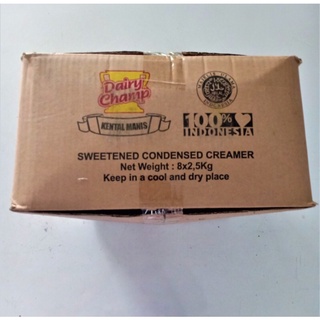 Dairy
Champ
KENTAL MANIS
100%
INDONESIA
SWEETENED CONDENSED CREAMER
Net Weight : 8x2,5Kg
Keep in a cool and dry place